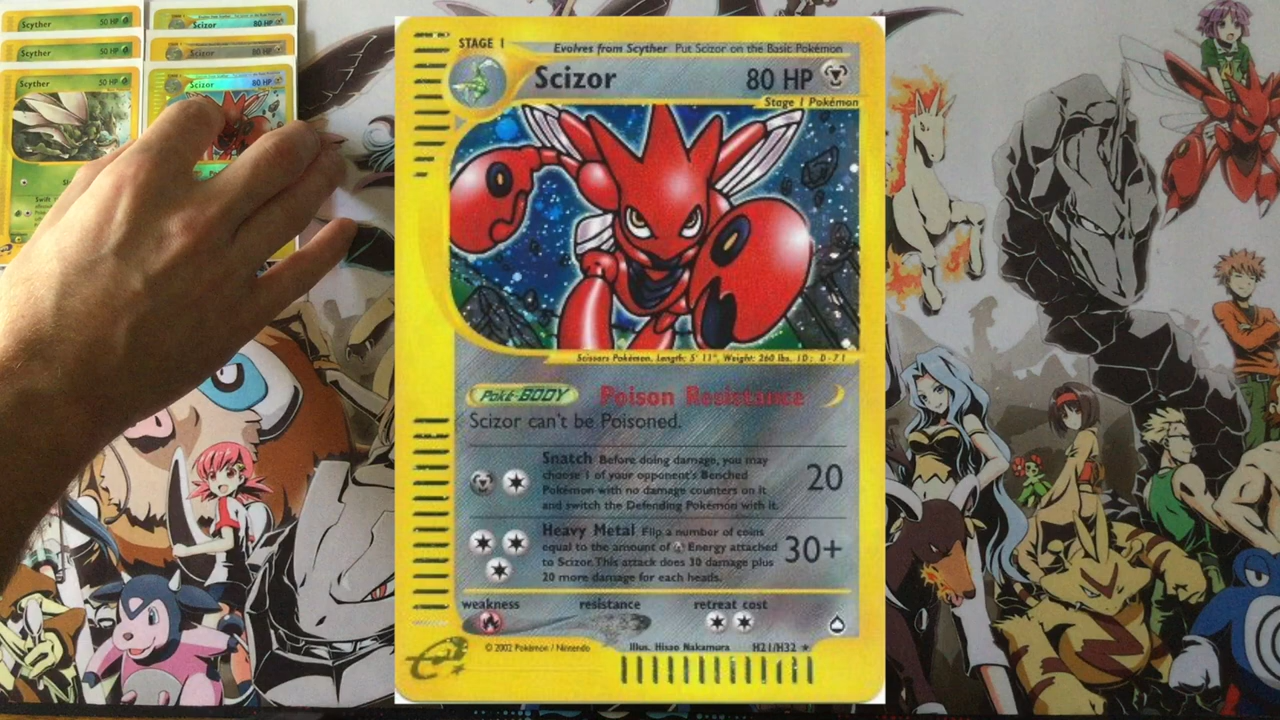 Scyther 50 HP
Scizor 80 HP
Scyther 50 HP
Scizor 80 HP
Scyther 50 HP
Scizor 80 HP
STAGE 1
Evolves from Scyther Put Scizor on the Basic Pokémon
Scizor 80 HP
Stage 1 Pokémon
Scissors Pokémon. Length: 5' 11", Weight: 260 lbs. ID: D-71
Poké-BODY Poison Resistance
Scizor can't be Poisoned.
Snatch Before doing damage, you may
choose 1 of your opponent's Benched
Pokémon with no damage counters on it
and switch the Defending Pokémon with it.
20
Heavy Metal Flip a number of coins
equal to the amount of Energy attached
to Scizor. This attack does 30 damage plus
20 more damage for each heads.
30+
weakness resistance retreat cost
© 2002 Pokémon / Nintendo Illus. Hisao Nakamura H21/H32
e